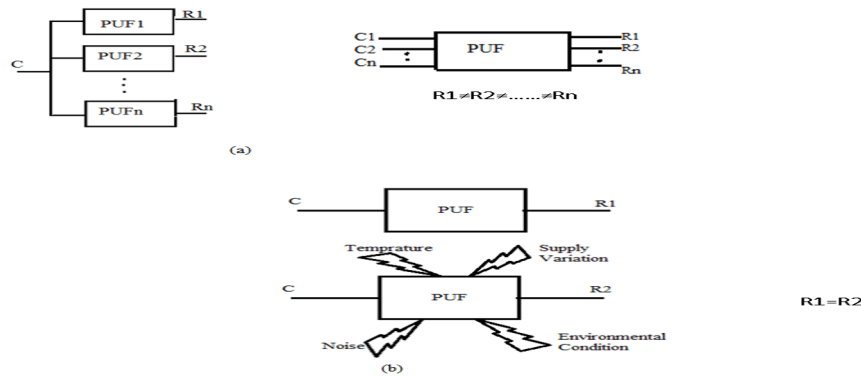 PUF1
R1
PUF2
R2
C
PUFn
Rn
(a)
C1
C2
Cn
PUF
R1
R2
Rn
R1≠R2≠......≠Rn
C
PUF
R1
Temprature
Supply
Variation
C
PUF
R2
R1=R2
Noise
Environmental
Condition
(b)